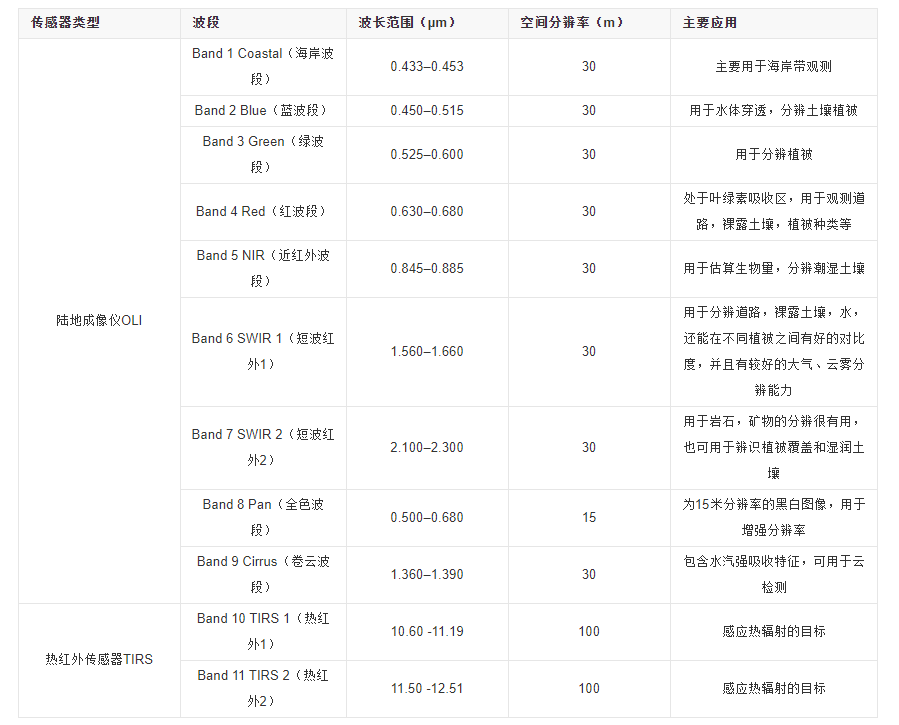 传感器类型 波段 波长范围（μm） 空间分辨率（m） 主要应用
陆地成像仪OLI
Band 1 Coastal（海岸波
段）
0.433–0.453
30
主要用于海岸带观测
Band 2 Blue（蓝波段）
0.450–0.515
30
用于水体穿透，分辨土壤植被
Band 3 Green（绿波
段）
0.525–0.600
30
用于分辨植被
Band 4 Red（红波段）
0.630–0.680
30
处于叶绿素吸收区，用于观测道
路，裸露土壤，植被种类等
Band 5 NIR（近红外波
段）
0.845–0.885
30
用于估算生物量，分辨潮湿土壤
Band 6 SWIR 1（短波红
外1）
1.560–1.660
30
用于分辨道路，裸露土壤，水，
还能在不同植被之间有好的对比
度，并且有较好的大气、云雾分
辨能力
Band 7 SWIR 2（短波红
外2）
2.100–2.300
30
用于岩石，矿物的分辨很有用，
也可用于辨识植被覆盖和湿润土
壤
Band 8 Pan（全色波
段）
0.500–0.680
15
为15米分辨率的黑白图像，用于
增强分辨率
Band 9 Cirrus（卷云波
段）
1.360–1.390
30
包含水汽强吸收特征，可用于云
检测
热红外传感器TIRS
Band 10 TIRS 1（热红
外1）
10.60 -11.19
100
感应热辐射的目标
Band 11 TIRS 2（热红
外2）
11.50 -12.51
100
感应热辐射的目标